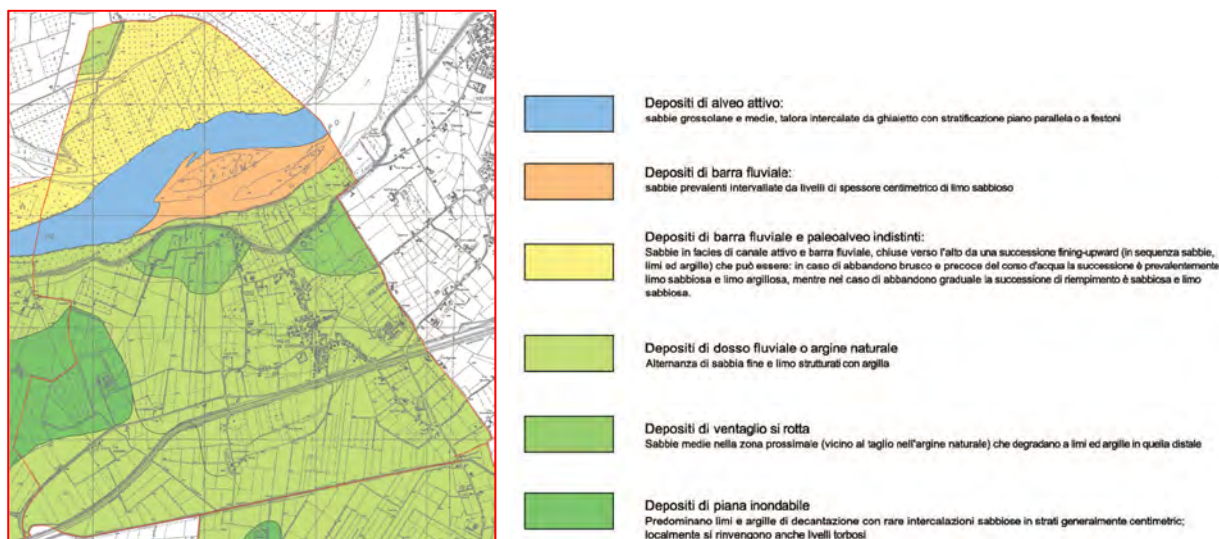 Depositi di alveo attivo:
sabbie grossolane e medie, talora intercalate da ghiaietto con stratificazione piano parallela o a festoni
Depositi di barra fluviale:
sabbie prevalenti intervallate da livelli di spessore centimetrico di limo sabbioso
Depositi di barra fluviale e paleoalveo indistinti:
Sabbie in facies di canale attivo e barra fluviale, chiuse verso l'alto da una successione fining-upward (in sequenza sabbie,
limi ed argille) che può essere: in caso di abbandono brusco e precoce del corso d'acqua la successione è prevalentemente
limo sabbiosa e limo argillosa, mentre nel caso di abbandono graduale la successione di riempimento è sabbiosa e limo
sabbiosa.
Depositi di dosso fluviale o argine naturale
Alternanza di sabbia fine e limo strutturati con argilla
Depositi di ventaglio si rotta
Sabbie medie nella zona prossimale (vicino al taglio nell'argine naturale) che degradano a limi ed argille in quella distale
Depositi di piana inondabile
Predominano limi e argille di decantazione con rare intercalazioni sabbiose in strati generalmente centimetric;
localmente si rinvengono anche livelli torbosi